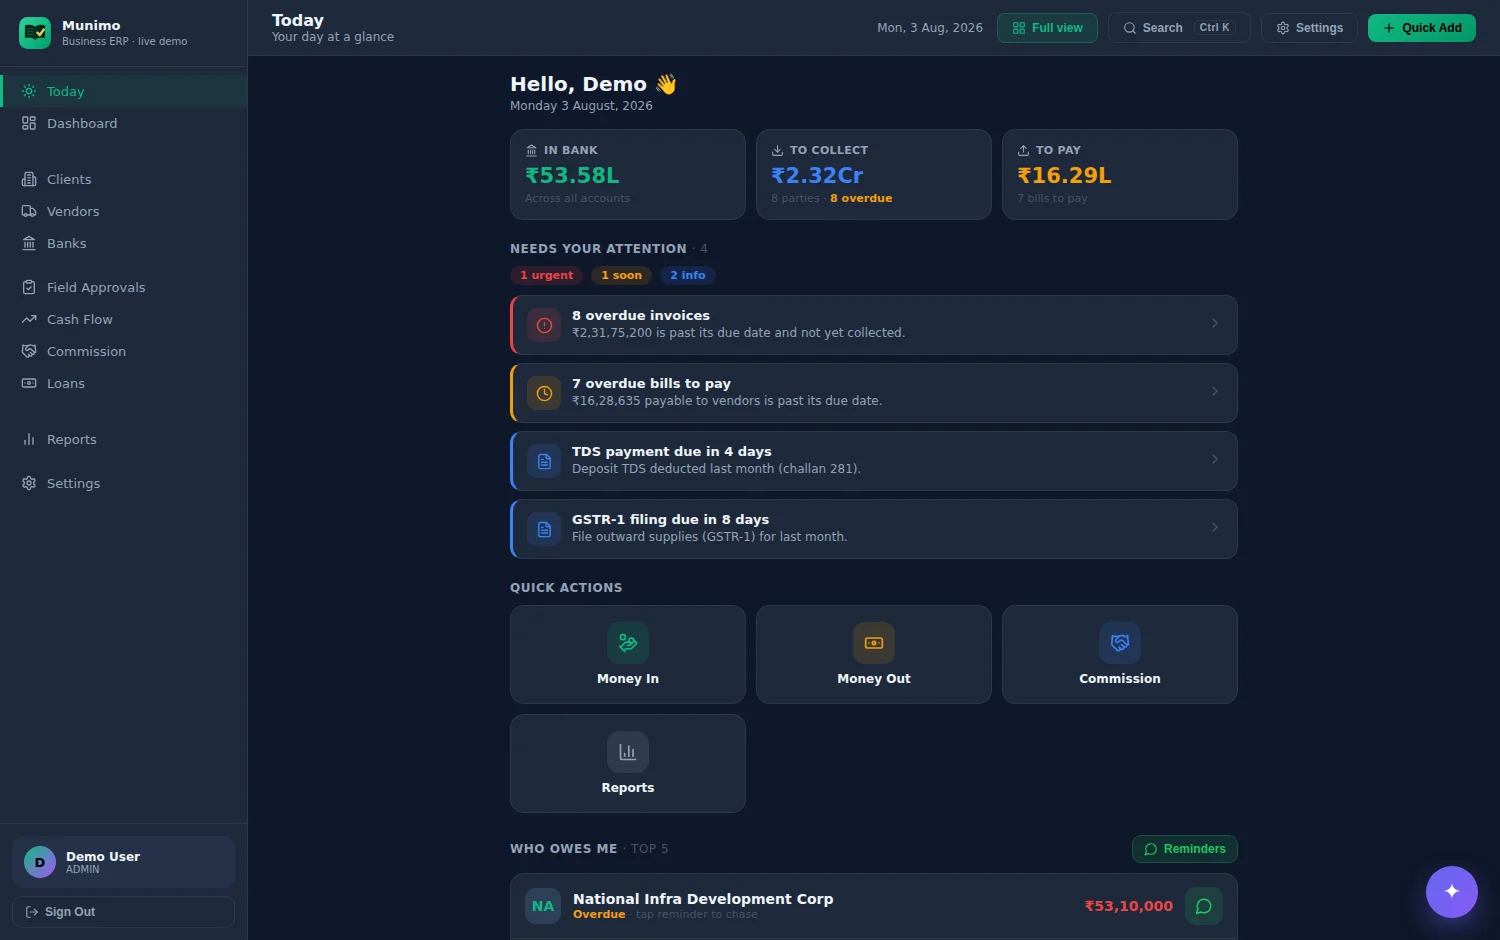 Munimo
Business ERP · live demo
Today
Dashboard
Clients
Vendors
Banks
Field Approvals
Cash Flow
Commission
Loans
Reports
Settings
Demo User
ADMIN
D
Sign Out
Today
Your day at a glance
Mon, 3 Aug, 2026
Full view
Search
Ctrl K
Settings
Quick Add
Hello, Demo 👋
Monday 3 August, 2026
IN BANK
₹53.58L
Across all accounts
TO COLLECT
₹2.32Cr
8 parties · 8 overdue
TO PAY
₹16.29L
7 bills to pay
NEEDS YOUR ATTENTION · 4
1 urgent
1 soon
2 info
8 overdue invoices
₹2,31,75,200 is past its due date and not yet collected.
7 overdue bills to pay
₹16,28,635 payable to vendors is past its due date.
TDS payment due in 4 days
Deposit TDS deducted last month (challan 281).
GSTR-1 filing due in 8 days
File outward supplies (GSTR-1) for last month.
QUICK ACTIONS
Money In
Money Out
Commission
Reports
WHO OWES ME · TOP 5
Reminders
NA
National Infra Development Corp
Overdue · tap reminder to chase
₹53,10,000